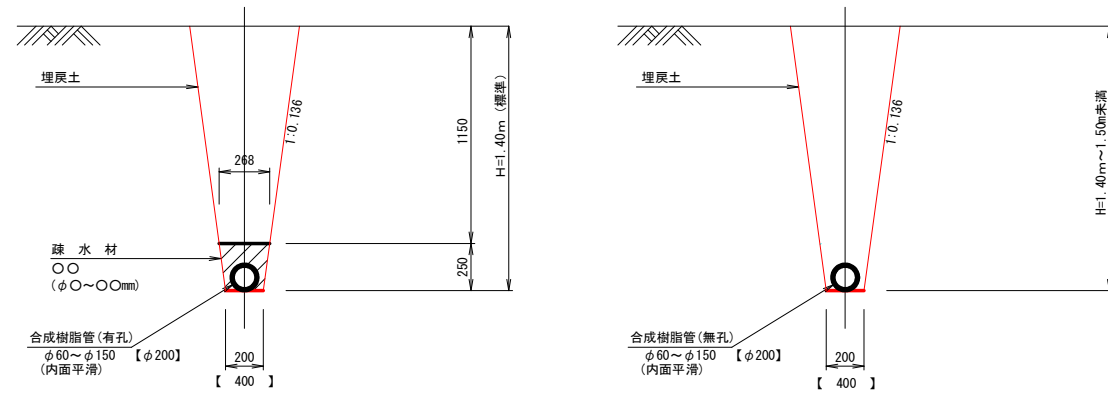 埋戻土
1:0.136
1150
H=1.40m (標準)
268
疎 水 材
○○
(φ○~○○mm)
250
合成樹脂管(有孔)
φ60~φ150 【φ200】
(内面平滑)
200
【 400 】
埋戻土
1:0.136
H=1.40m~1.50m未満
合成樹脂管(無孔)
φ60~φ150 【φ200】
(内面平滑)
200
【 400 】